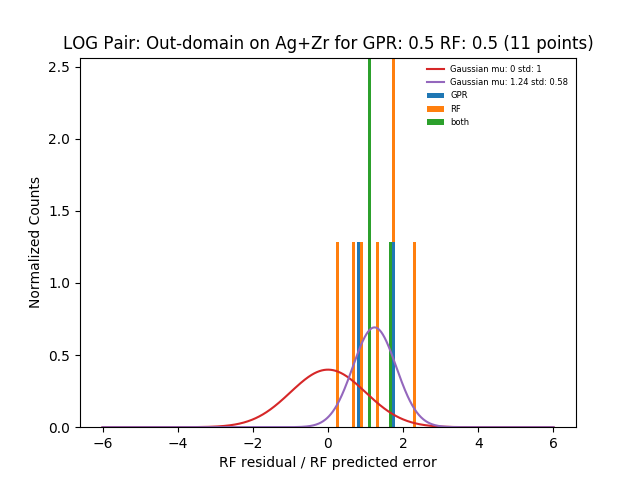 LOG Pair: Out-domain on Ag+Zr for GPR: 0.5 RF: 0.5 (11 points)
2.5
2.0
1.5
1.0
0.5
0.0
Normalized Counts
Gaussian mu: 0 std: 1
Gaussian mu: 1.24 std: 0.58
GPR
RF
both
−6 −4 −2 0 2 4 6
RF residual / RF predicted error